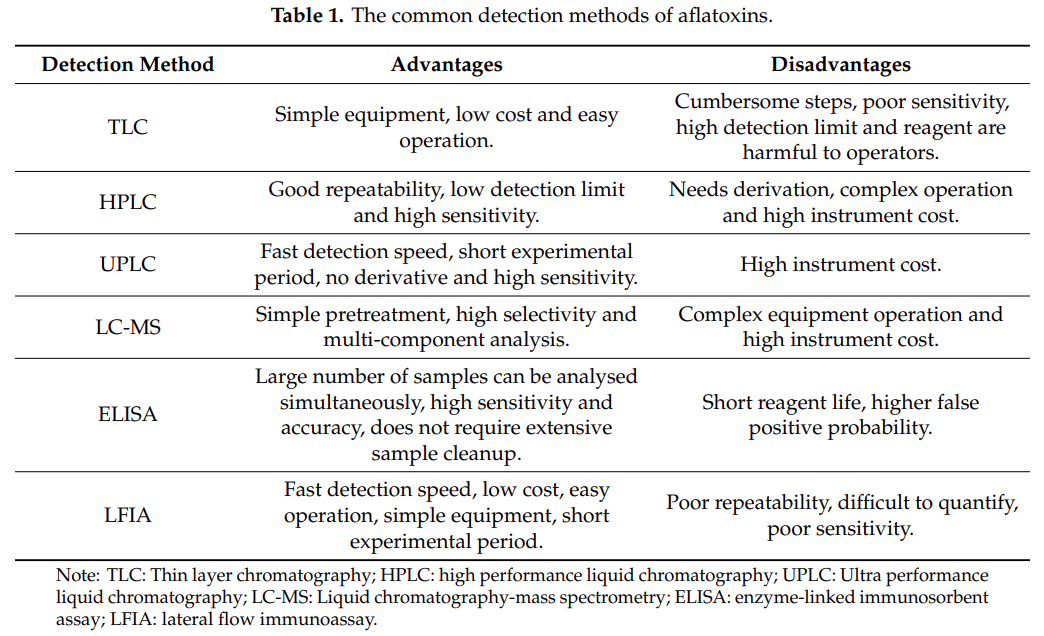 Table 1. The common detection methods of aflatoxins.
Detection Method Advantages Disadvantages
TLC
Simple equipment, low cost and easy
operation.
Cumbersome steps, poor sensitivity,
high detection limit and reagent are
harmful to operators.
HPLC
Good repeatability, low detection limit
and high sensitivity.
Needs derivation, complex operation
and high instrument cost.
UPLC
Fast detection speed, short experimental
period, no derivative and high sensitivity.
High instrument cost.
LC-MS
Simple pretreatment, high selectivity and
multi-component analysis.
Complex equipment operation and
high instrument cost.
ELISA
Large number of samples can be analysed
simultaneously, high sensitivity and
accuracy, does not require extensive
sample cleanup.
Short reagent life, higher false
positive probability.
LFIA
Fast detection speed, low cost, easy
operation, simple equipment, short
experimental period.
Poor repeatability, difficult to quantify,
poor sensitivity.
Note: TLC: Thin layer chromatography; HPLC: high performance liquid chromatography; UPLC: Ultra performance
liquid chromatography; LC-MS: Liquid chromatography-mass spectrometry; ELISA: enzyme-linked immunosorbent
assay; LFIA: lateral flow immunoassay.